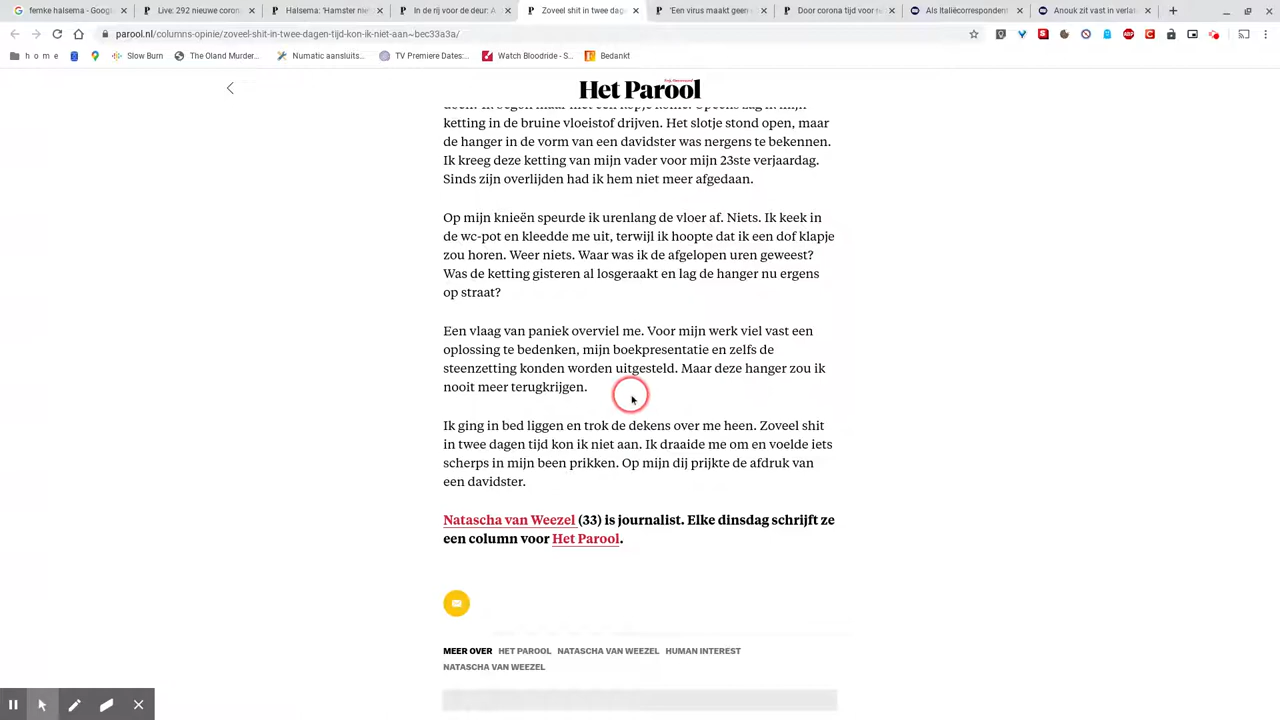 femke halsema - Goog
Live: 292 nieuwe coron
Halsema: 'Hamster nie
In de rij voor de deur: A
Zoveel shit in twee dage
'Een virus maakt geen
Door corona tijd voor re
Als Italiëcorrespondent
Anouk zit vast in verlat
parool.nl/columns-opinie/zoveel-shit-in-twee-dagen-tijd-kon-ik-niet-aan~bec33a3a/
h o m e
Slow Burn
The Oland Murder...
Numatic aansluits...
TV Premiere Dates:...
Watch Bloodride - S...
Bedankt
Het Parool
ketting in de bruine vloeistof drijven. Het slotje stond open, maar
de hanger in de vorm van een davidster was nergens te bekennen.
Ik kreeg deze ketting van mijn vader voor mijn 23ste verjaardag.
Sinds zijn overlijden had ik hem niet meer afgedaan.
Op mijn knieën speurde ik urenlang de vloer af. Niets. Ik keek in
de wc-pot en kleedde me uit, terwijl ik hoopte dat ik een dof klapje
zou horen. Weer niets. Waar was ik de afgelopen uren geweest?
Was de ketting gisteren al losgeraakt en lag de hanger nu ergens
op straat?
Een vlaag van paniek overviel me. Voor mijn werk viel vast een
oplossing te bedenken, mijn boekpresentatie en zelfs de
steenzetting konden worden uitgesteld. Maar deze hanger zou ik
nooit meer terugkrijgen.
Ik ging in bed liggen en trok de dekens over me heen. Zoveel shit
in twee dagen tijd kon ik niet aan. Ik draaide me om en voelde iets
scherps in mijn been prikken. Op mijn dij prijkte de afdruk van
een davidster.
Natascha van Weezel (33) is journalist. Elke dinsdag schrijft ze
een column voor Het Parool.
MEER OVER HET PAROOL NATASCHA VAN WEEZEL HUMAN INTEREST
NATASCHA VAN WEEZEL